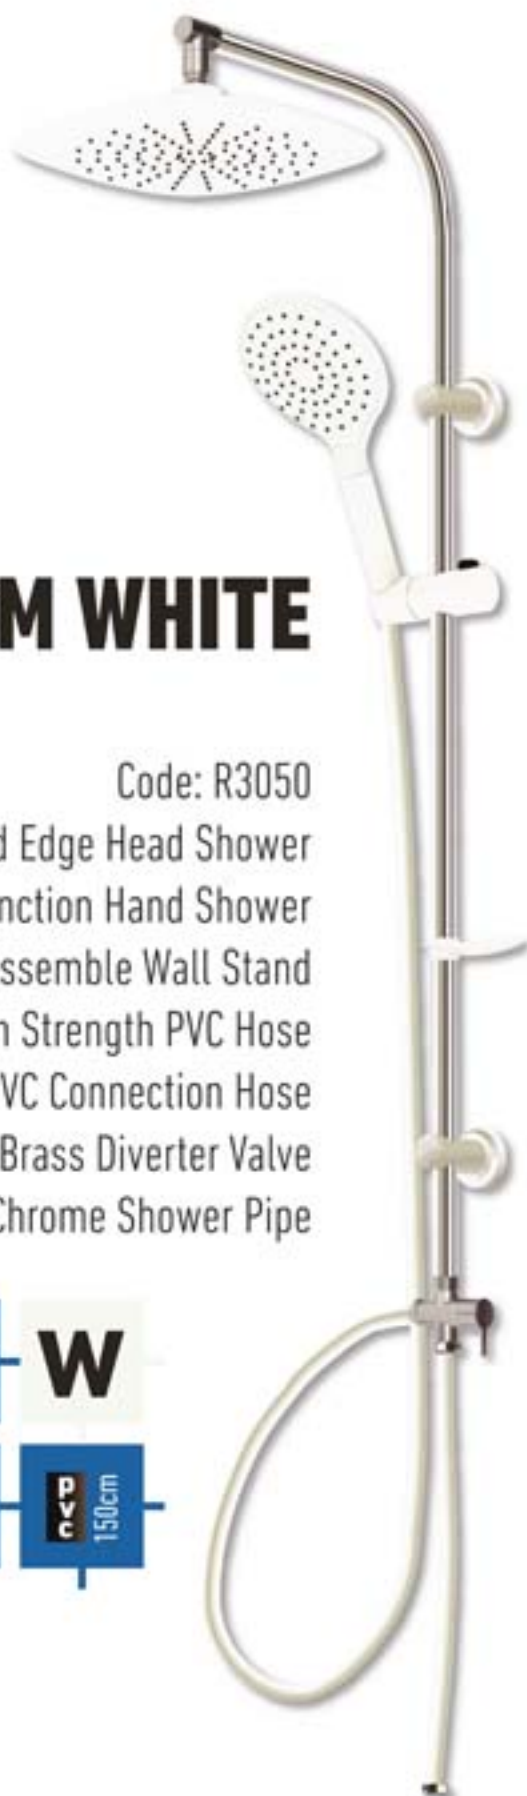 M WHITE
Code: R3050
d Edge Head Shower
nction Hand Shower
ssemble Wall Stand
h Strength PVC Hose
VC Connection Hose
Brass Diverter Valve
Chrome Shower Pipe
W
pvc
150cm